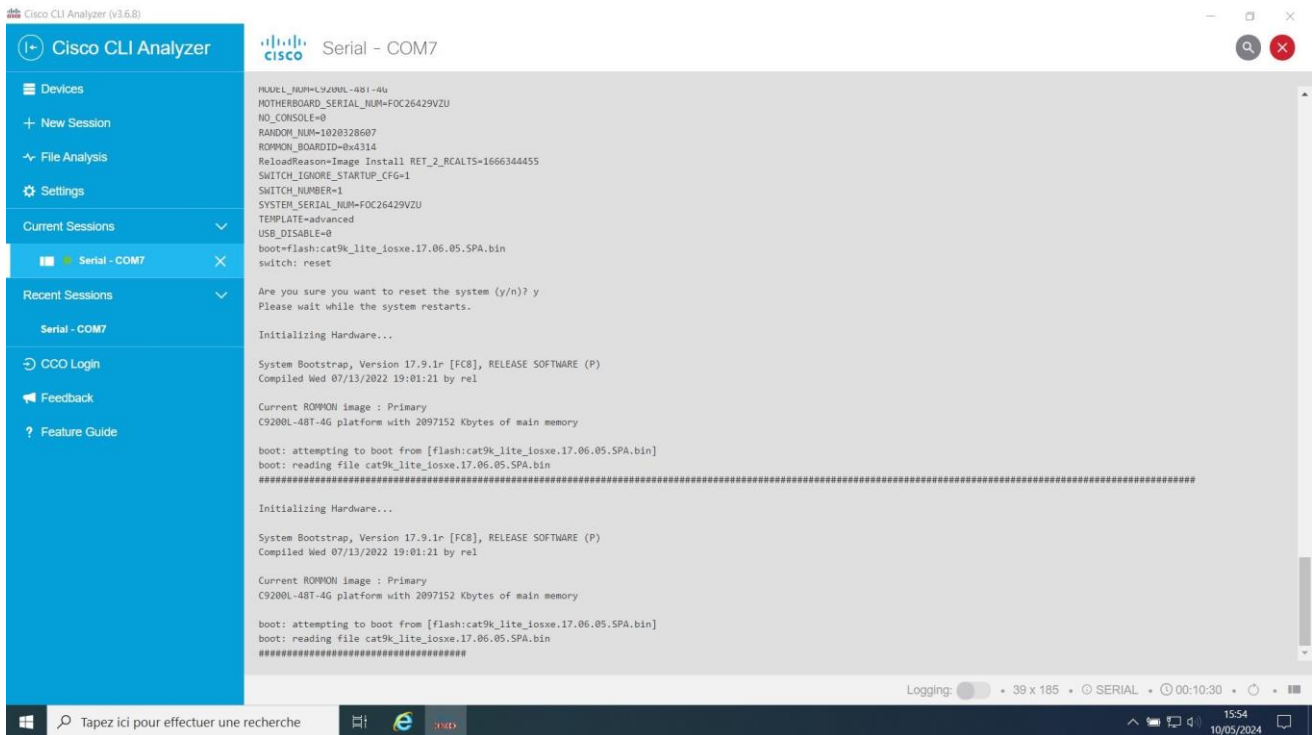 Cisco CLI Analyzer (v3.6.8)
Cisco CLI Analyzer
CISCO
Serial - COM7
Devices
+ New Session
File Analysis
Settings
Current Sessions
Serial - COM7
Recent Sessions
Serial - COM7
CCO Login
Feedback
? Feature Guide
MODEL_NUM=C9200L-48T-4G
MOTHERBOARD_SERIAL_NUM=FOC26429VZU
NO_CONSOLE=0
RANDOM_NUM=1020328607
ROMMON_BOARDID=0x4314
ReloadReason=Image Install RET_2_RCALTS=1666344455
SWITCH_IGNORE_STARTUP_CFG=1
SWITCH_NUMBER=1
SYSTEM_SERIAL_NUM=FOC26429VZU
TEMPLATE=advanced
USB_DISABLE=0
boot=flash:cat9k_lite_iosxe.17.06.05.SPA.bin
switch: reset
Are you sure you want to reset the system (y/n)? y
Please wait while the system restarts.
Initializing Hardware...
System Bootstrap, Version 17.9.1r [FC8], RELEASE SOFTWARE (P)
Compiled Wed 07/13/2022 19:01:21 by rel
Current ROMMON image : Primary
C9200L-48T-4G platform with 2097152 Kbytes of main memory
boot: attempting to boot from [flash:cat9k_lite_iosxe.17.06.05.SPA.bin]
boot: reading file cat9k_lite_iosxe.17.06.05.SPA.bin
#######################################################################################################################################################################
Initializing Hardware...
System Bootstrap, Version 17.9.1r [FC8], RELEASE SOFTWARE (P)
Compiled Wed 07/13/2022 19:01:21 by rel
Current ROMMON image : Primary
C9200L-48T-4G platform with 2097152 Kbytes of main memory
boot: attempting to boot from [flash:cat9k_lite_iosxe.17.06.05.SPA.bin]
boot: reading file cat9k_lite_iosxe.17.06.05.SPA.bin
#####################################
Logging: • 39 x 185 • SERIAL • 00:10:30 • •
Tapez ici pour effectuer une recherche
15:54
10/05/2024